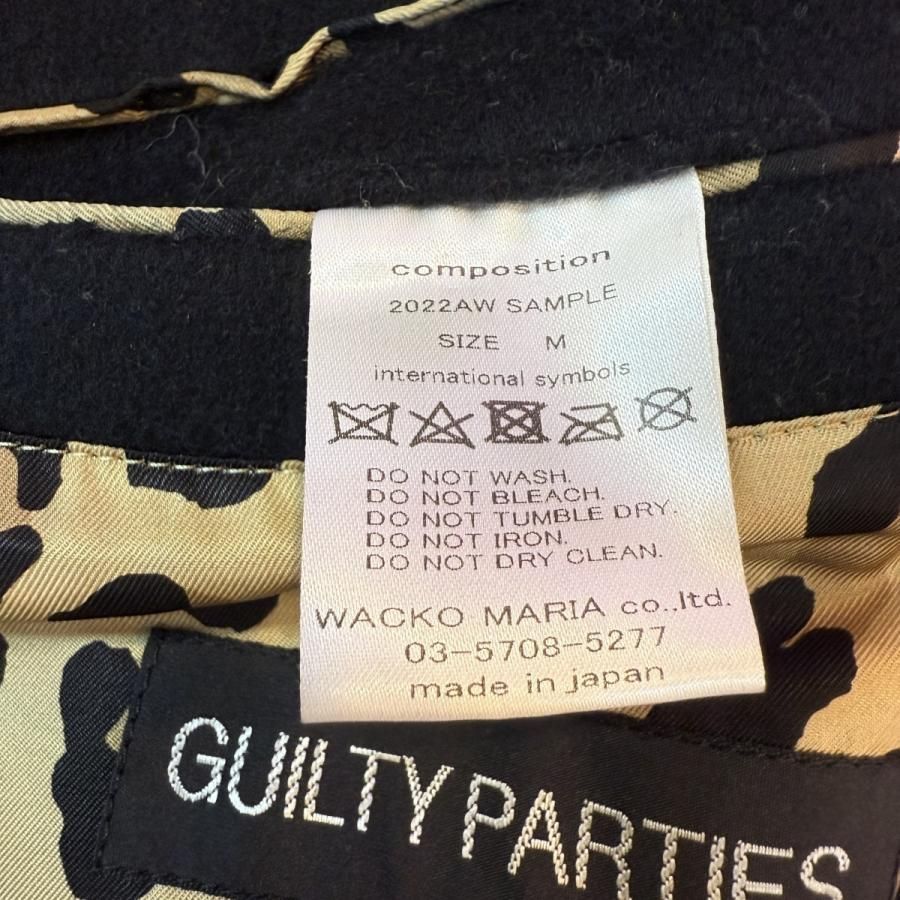 composition
2022AW SAMPLE
SIZE M
international symbols
DO NOT WASH.
DO NOT BLEACH.
DO NOT TUMBLE DRY.
DO NOT IRON.
DO NOT DRY CLEAN.
WACKO MARIA co.,ltd.
03-5708-5277
made in japan
GUILTY PARTIES